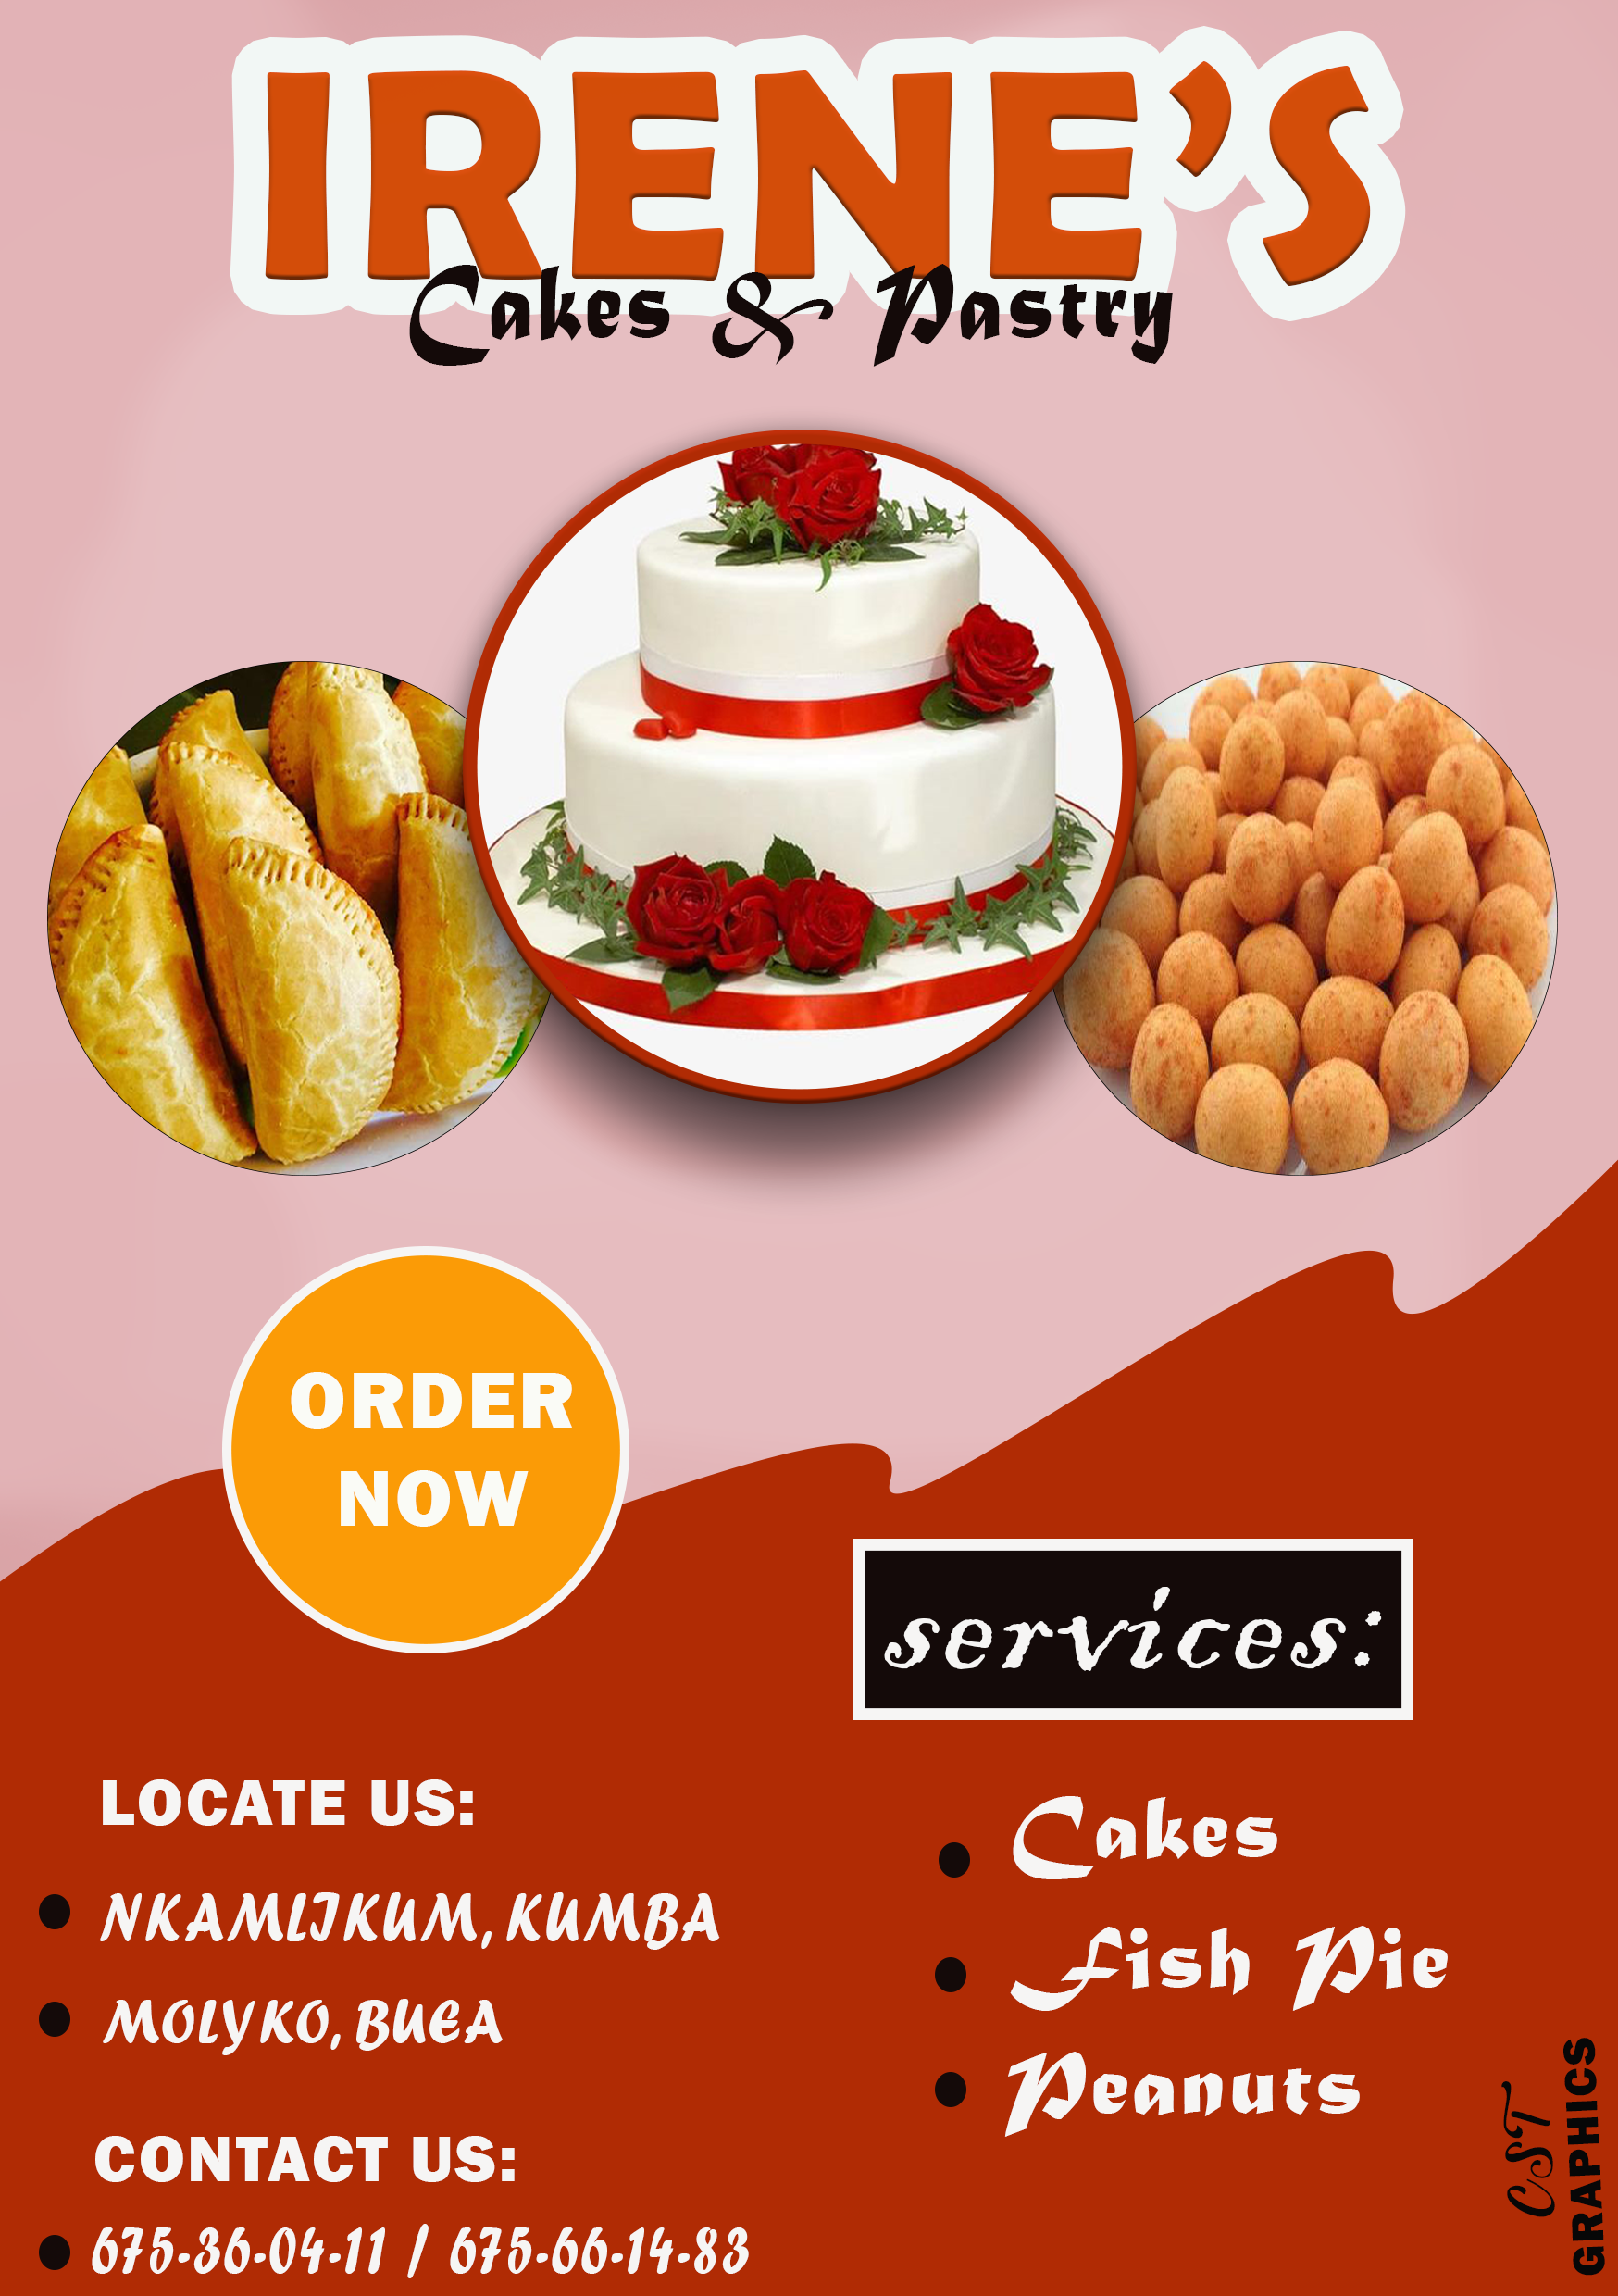 IRENE'S
Cakes & Pastry
ORDER
NOW
services:
LOCATE US:
NKAMLIKUM, KUMBA
MOLYKO, BUEA
CONTACT US:
675-36-04-11 / 675-66-14-83
Cakes
Fish Pie
Peanuts
CST
GRAPHICS